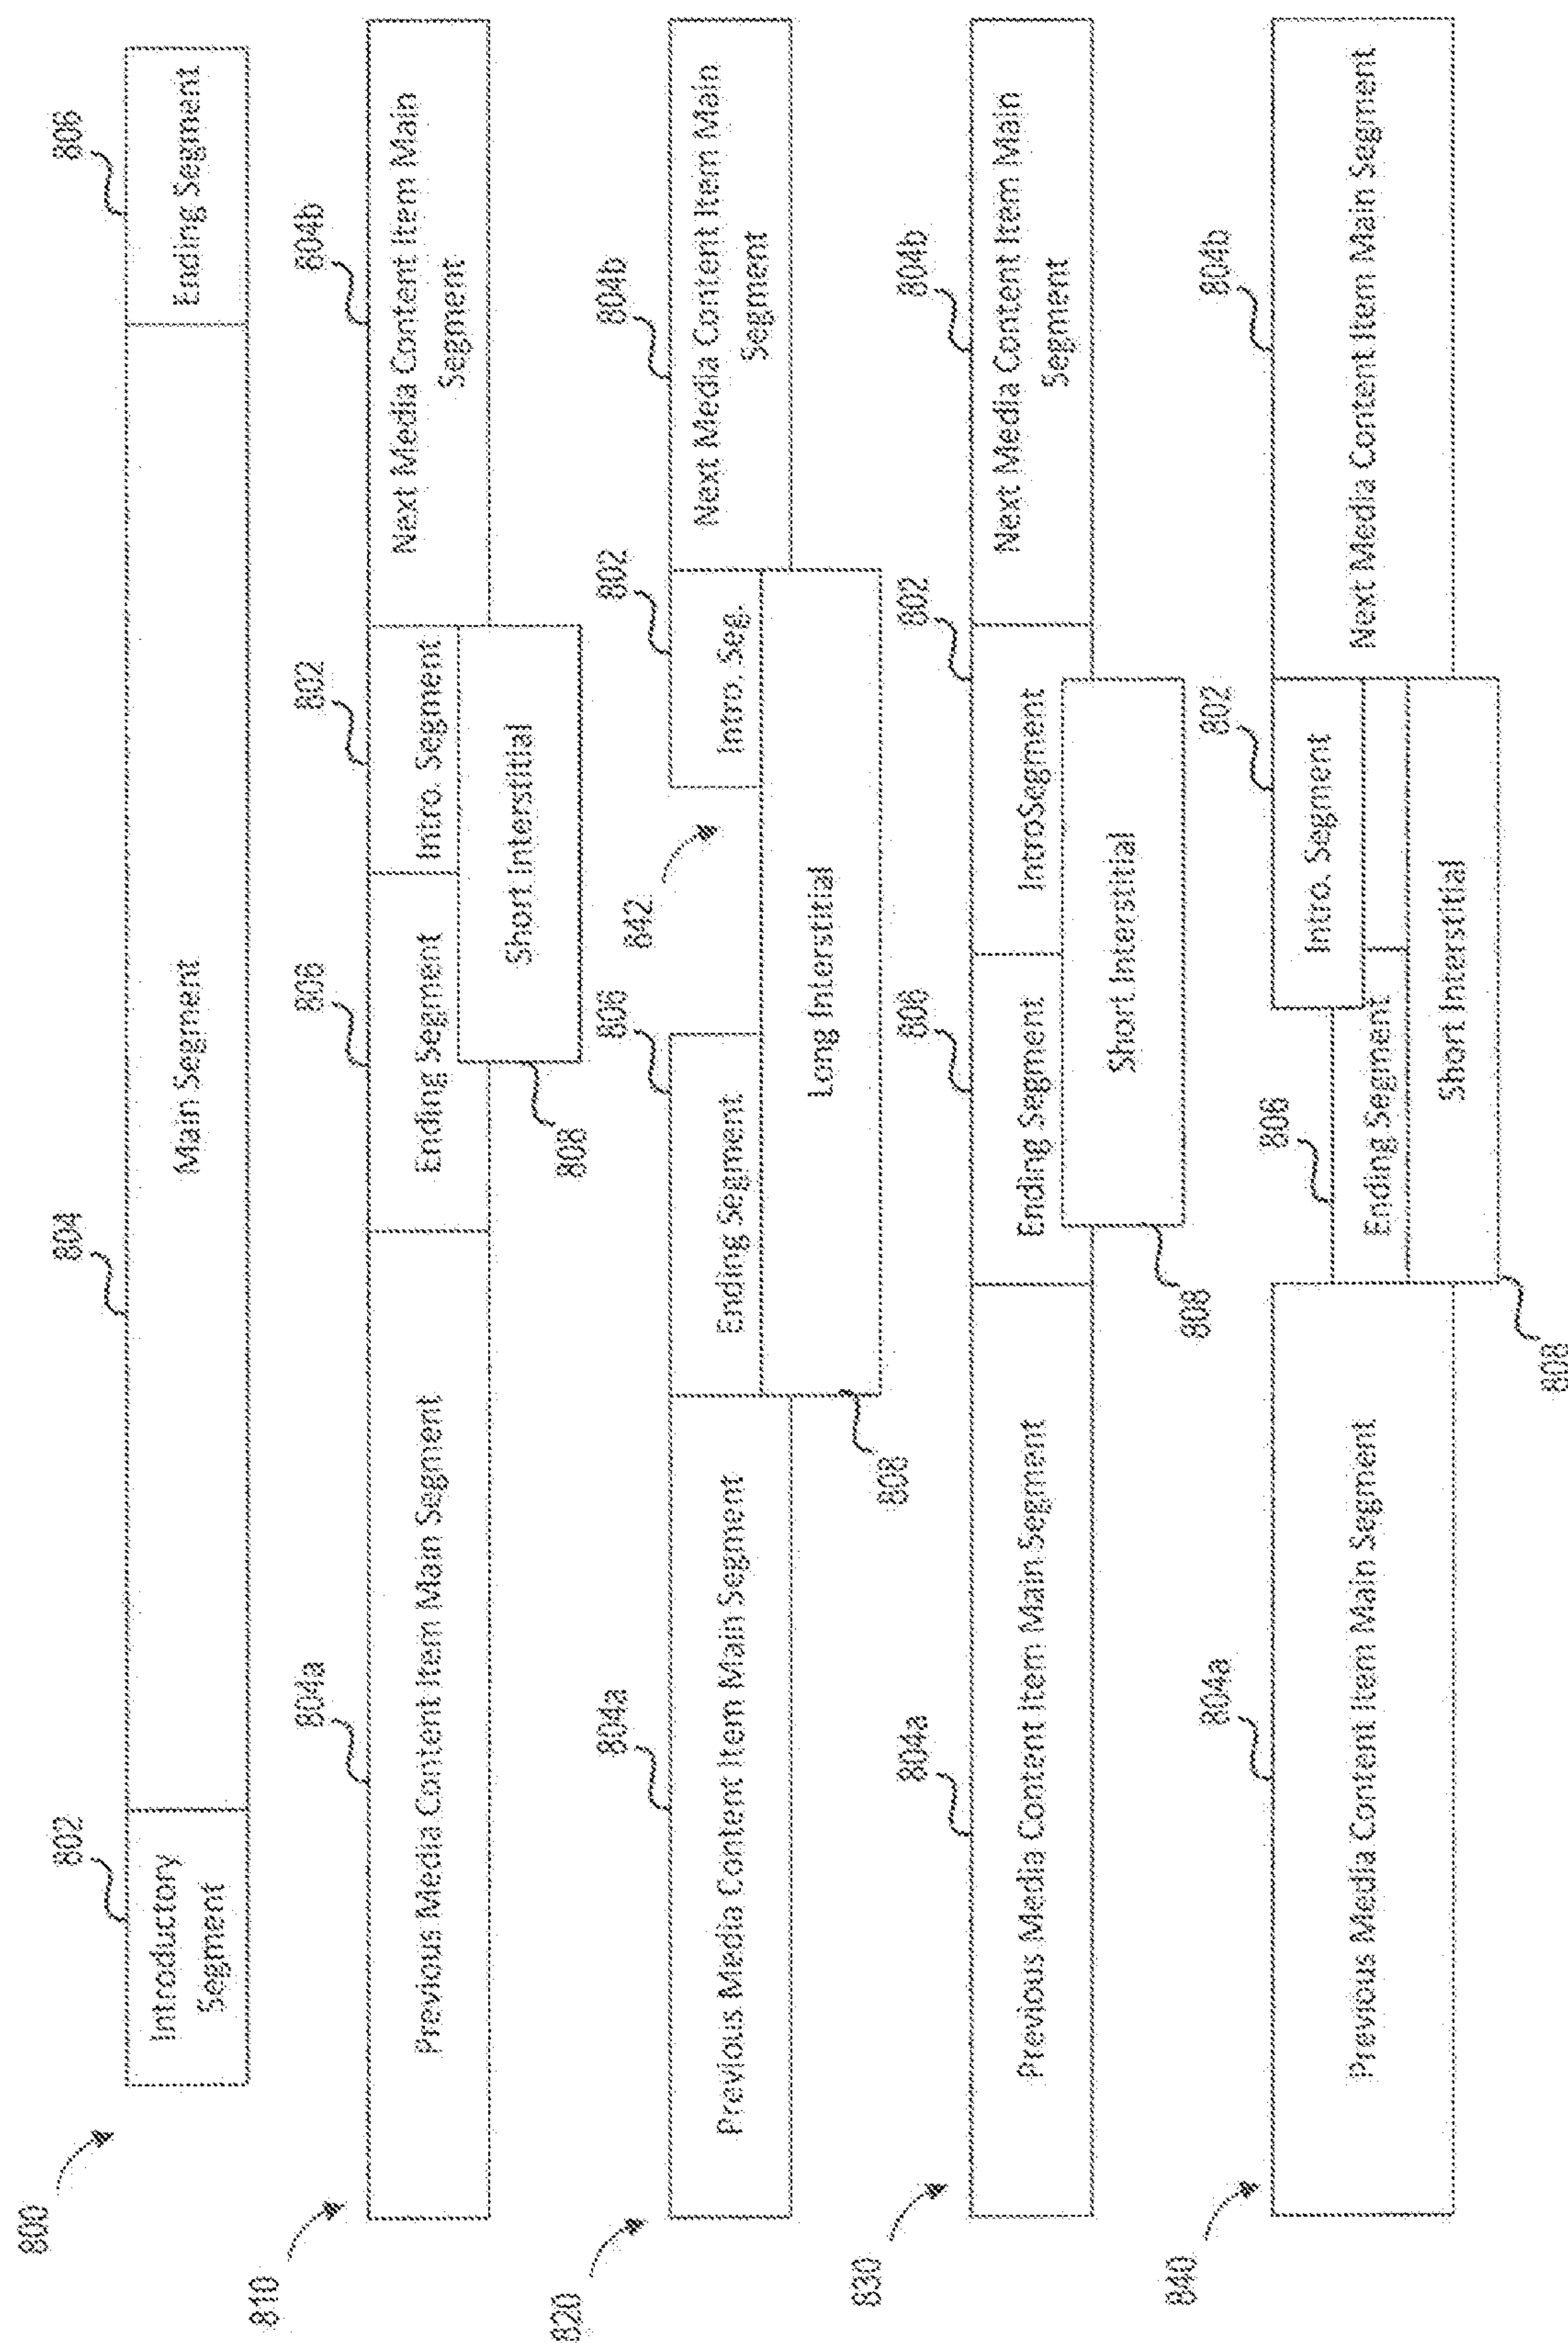 800
802
804
806
Introductory
Segment
Main Segment
Ending Segment
810
804a
806
802
804b
Previous Media Content Item Main Segment
Ending Segment
Intro. Segment
Next Media Content Item Main
Segment
Short Interstitial
808
820
804a
806
842
802
804b
Previous Media Content Item Main Segment
Ending Segment
Intro. Seg.
Next Media Content Item Main
Segment
Long Interstitial
808
830
804a
806
802
804b
Previous Media Content Item Main Segment
Ending Segment
IntroSegment
Next Media Content Item Main
Segment
Short Interstitial
808
840
804a
806
802
804b
Intro. Segment
Previous Media Content Item Main Segment
Next Media Content Item Main Segment
Ending Segment
Short Interstitial
808